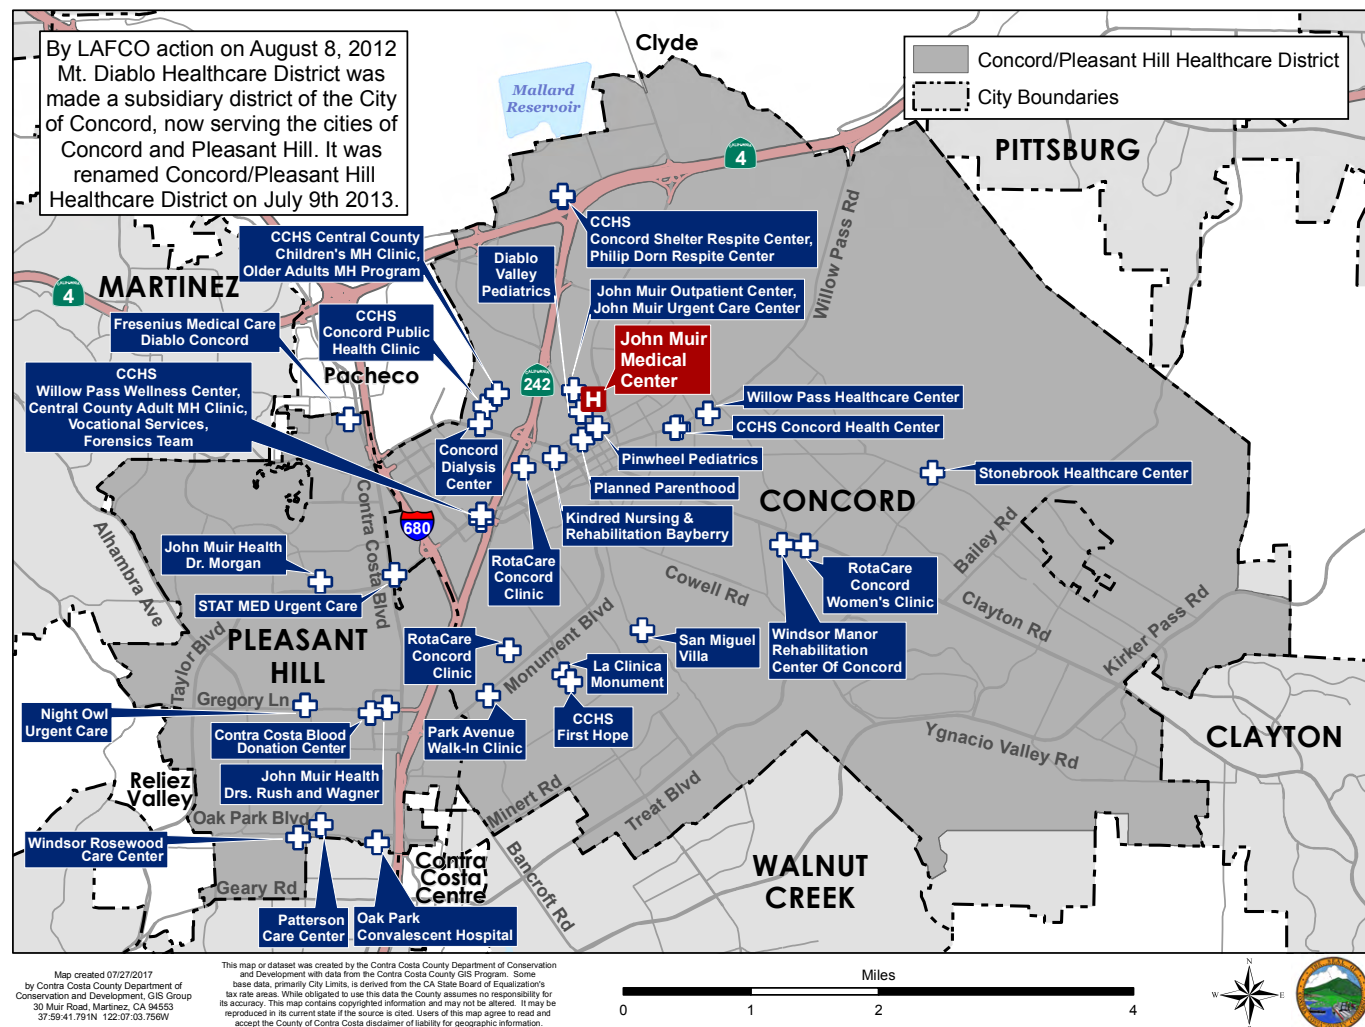 By LAFCO action on August 8, 2012
Mt. Diablo Healthcare District was
made a subsidiary district of the City
of Concord, now serving the cities of
Concord and Pleasant Hill. It was
renamed Concord/Pleasant Hill
Healthcare District on July 9th 2013.
Clyde
Concord/Pleasant Hill Healthcare District
City Boundaries
Mallard
Reservoir
4
PITTSBURG
Willow Pass Rd
CCHS
Concord Shelter Respite Center,
Philip Dorn Respite Center
CCHS Central County
Children's MH Clinic,
Older Adults MH Program
Diablo
Valley
Pediatrics
John Muir Outpatient Center,
John Muir Urgent Care Center
4
MARTINEZ
Fresenius Medical Care
Diablo Concord
CCHS
Concord Public
Health Clinic
John Muir
Medical
Center
H
Pacheco
242
CCHS
Willow Pass Wellness Center,
Central County Adult MH Clinic,
Vocational Services,
Forensics Team
Willow Pass Healthcare Center
CCHS Concord Health Center
Concord
Dialysis
Center
Pinwheel Pediatrics
Planned Parenthood
Stonebrook Healthcare Center
CONCORD
Kindred Nursing &
Rehabilitation Bayberry
Contra Costa Blvd
680
Alhambra Ave
Bailey Rd
John Muir Health
Dr. Morgan
RotaCare
Concord
Clinic
Cowell Rd
RotaCare
Concord
Women's Clinic
STAT MED Urgent Care
Clayton Rd
Kirker Pass Rd
PLEASANT
HILL
Taylor Blvd
RotaCare
Concord
Clinic
Monument Blvd
San Miguel
Villa
Windsor Manor
Rehabilitation
Center Of Concord
La Clinica
Monument
Gregory Ln
Night Owl
Urgent Care
Contra Costa Blood
Donation Center
Park Avenue
Walk-In Clinic
CCHS
First Hope
CLAYTON
Ygnacio Valley Rd
John Muir Health
Drs. Rush and Wagner
Reliez
Valley
Minert Rd
Treat Blvd
Oak Park Blvd
Windsor Rosewood
Care Center
Bancroft Rd
Contra
Costa
Centre
WALNUT
CREEK
Geary Rd
Patterson
Care Center
Oak Park
Convalescent Hospital
Map created 07/27/2017
by Contra Costa County Department of
Conservation and Development, GIS Group
30 Muir Road, Martinez, CA 94553
37:59:41.791N 122:07:03.756W
This map or dataset was created by the Contra Costa County Department of Conservation
and Development with data from the Contra Costa County GIS Program. Some
base data, primarily City Limits, is derived from the CA State Board of Equalization's
tax rate areas. While obligated to use this data the County assumes no responsibility for
its accuracy. This map contains copyrighted information and may not be altered. It may be
reproduced in its current state if the source is cited. Users of this map agree to read and
accept the County of Contra Costa disclaimer of liability for geographic information.
Miles
0 1 2 4
N
W E
S